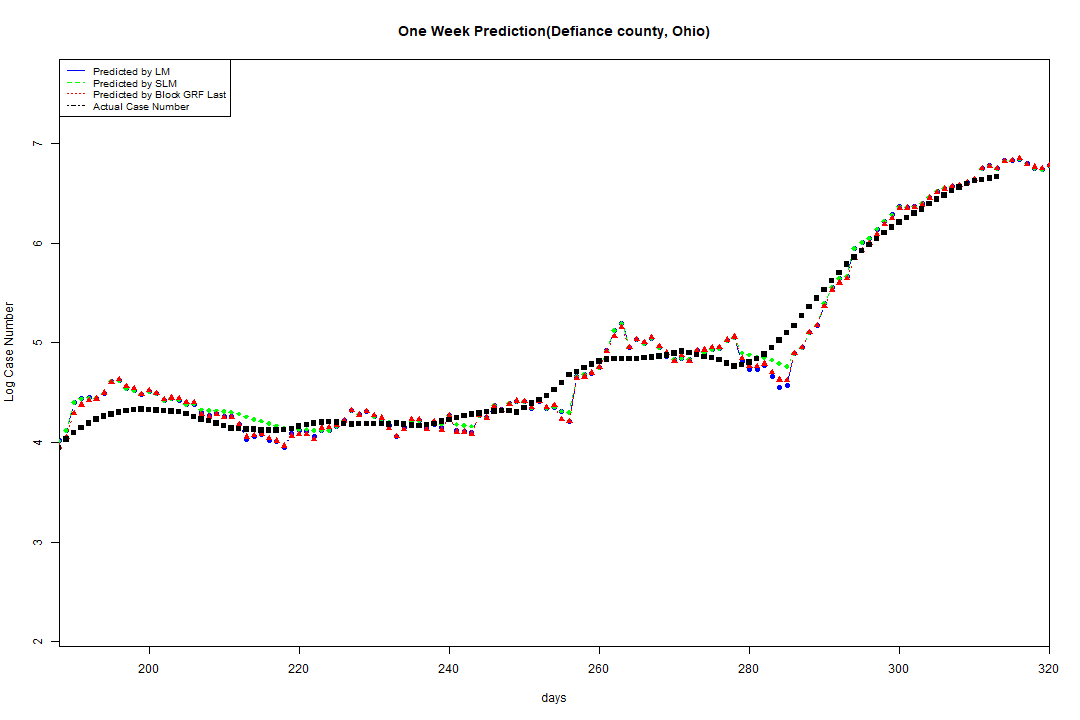 One Week Prediction(Defiance county, Ohio)
Predicted by LM
Predicted by SLM
Predicted by Block GRF Last
Actual Case Number
7
6
5
4
3
2
Log Case Number
200 220 240 260 280 300 320
days